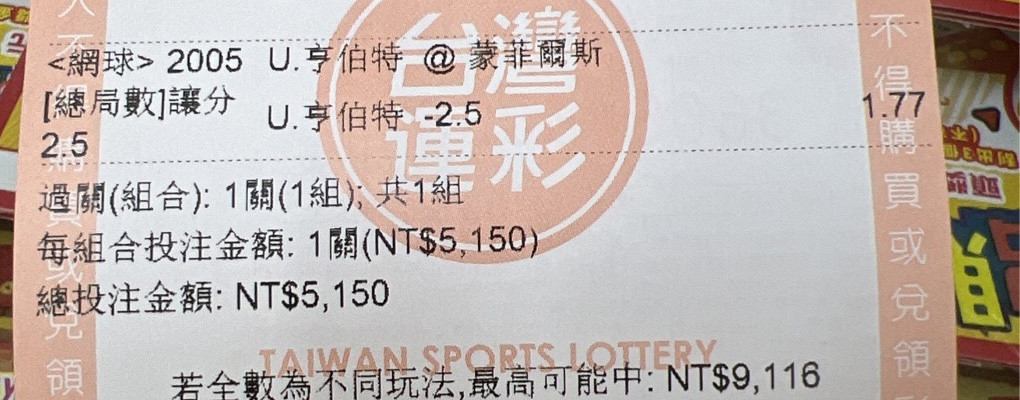 <網球> 2005 U.亨伯特 @ 蒙菲爾斯
[總局數]讓分 U.亨伯特 -2.5 1.77
2.5
過關(組合): 1關(1組); 共1組
每組合投注金額: 1關(NT$5,150)
總投注金額: NT$5,150
TAIWAN SPORTS LOTTERY
若全數為不同玩法,最高可能中: NT$9,116
台灣
運彩
不得購買或兌領